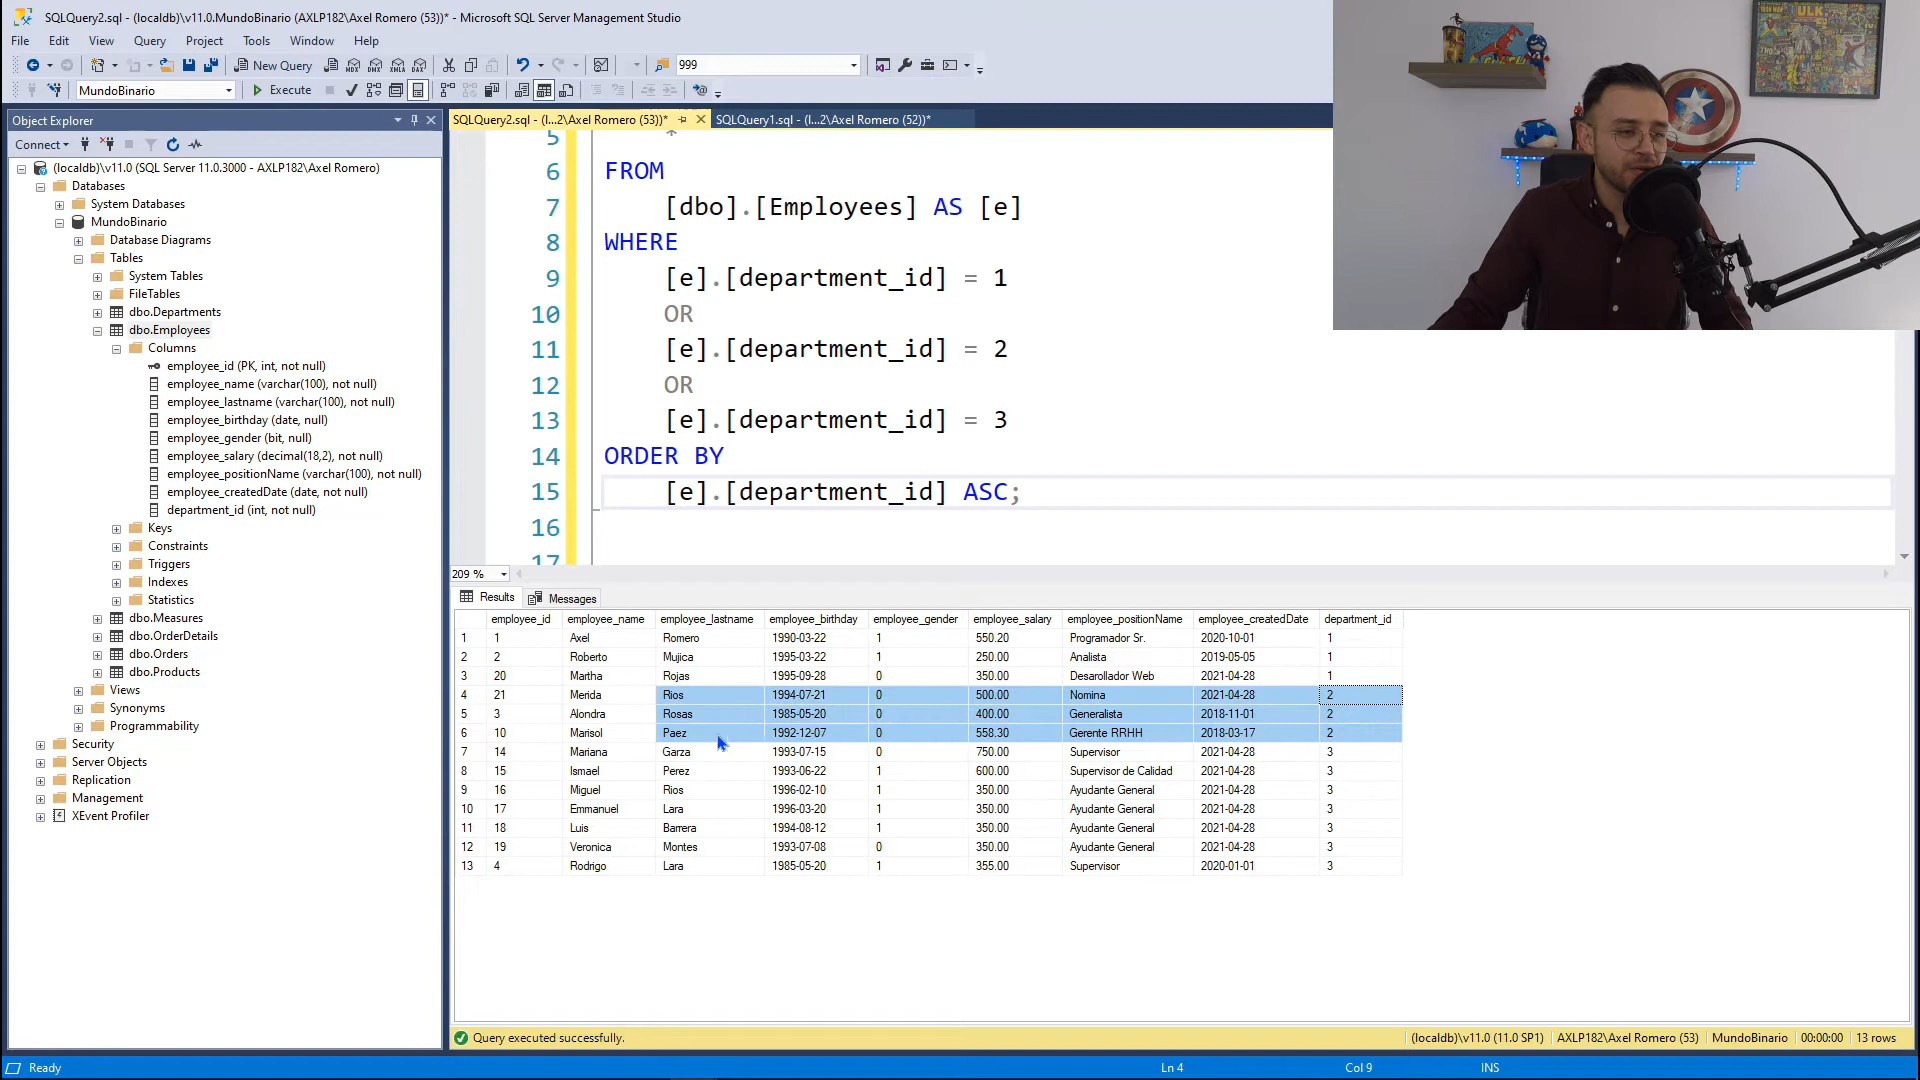 SQLQuery2.sql - (localdb)\v11.0.MundoBinario (AXLP182\Axel Romero (53))* - Microsoft SQL Server Management Studio
File Edit View Query Project Tools Window Help
New Query MDX DMX XMLA DAX 999
MundoBinario Execute
Object Explorer
Connect
(localdb)\v11.0 (SQL Server 11.0.3000 - AXLP182\Axel Romero)
Databases
System Databases
MundoBinario
Database Diagrams
Tables
System Tables
FileTables
dbo.Departments
dbo.Employees
Columns
employee_id (PK, int, not null)
employee_name (varchar(100), not null)
employee_lastname (varchar(100), not null)
employee_birthday (date, null)
employee_gender (bit, null)
employee_salary (decimal(18,2), not null)
employee_positionName (varchar(100), not null)
employee_createdDate (date, not null)
department_id (int, not null)
Keys
Constraints
Triggers
Indexes
Statistics
dbo.Measures
dbo.OrderDetails
dbo.Orders
dbo.Products
Views
Synonyms
Programmability
Security
Server Objects
Replication
Management
XEvent Profiler
SQLQuery2.sql - (l...2\Axel Romero (53))* SQLQuery1.sql - (l...2\Axel Romero (52))*
5 *
6 FROM
7 [dbo].[Employees] AS [e]
8 WHERE
9 [e].[department_id] = 1
10 OR
11 [e].[department_id] = 2
12 OR
13 [e].[department_id] = 3
14 ORDER BY
15 [e].[department_id] ASC;
16
17
209 %
Results Messages
employee_id employee_name employee_lastname employee_birthday employee_gender employee_salary employee_positionName employee_createdDate department_id
1 1 Axel Romero 1990-03-22 1 550.20 Programador Sr. 2020-10-01 1
2 2 Roberto Mujica 1995-03-22 1 250.00 Analista 2019-05-05 1
3 20 Martha Rojas 1995-09-28 0 350.00 Desarollador Web 2021-04-28 1
4 21 Merida Rios 1994-07-21 0 500.00 Nomina 2021-04-28 2
5 3 Alondra Rosas 1985-05-20 0 400.00 Generalista 2018-11-01 2
6 10 Marisol Paez 1992-12-07 0 558.30 Gerente RRHH 2018-03-17 2
7 14 Mariana Garza 1993-07-15 0 750.00 Supervisor 2021-04-28 3
8 15 Ismael Perez 1993-06-22 1 600.00 Supervisor de Calidad 2021-04-28 3
9 16 Miguel Rios 1996-02-10 1 350.00 Ayudante General 2021-04-28 3
10 17 Emmanuel Lara 1996-03-20 1 350.00 Ayudante General 2021-04-28 3
11 18 Luis Barrera 1994-08-12 1 350.00 Ayudante General 2021-04-28 3
12 19 Veronica Montes 1993-07-08 0 350.00 Ayudante General 2021-04-28 3
13 4 Rodrigo Lara 1985-05-20 1 355.00 Supervisor 2020-01-01 3
Query executed successfully. (localdb)\v11.0 (11.0 SP1) AXLP182\Axel Romero (53) MundoBinario 00:00:00 13 rows
Ready Ln 4 Col 9 INS